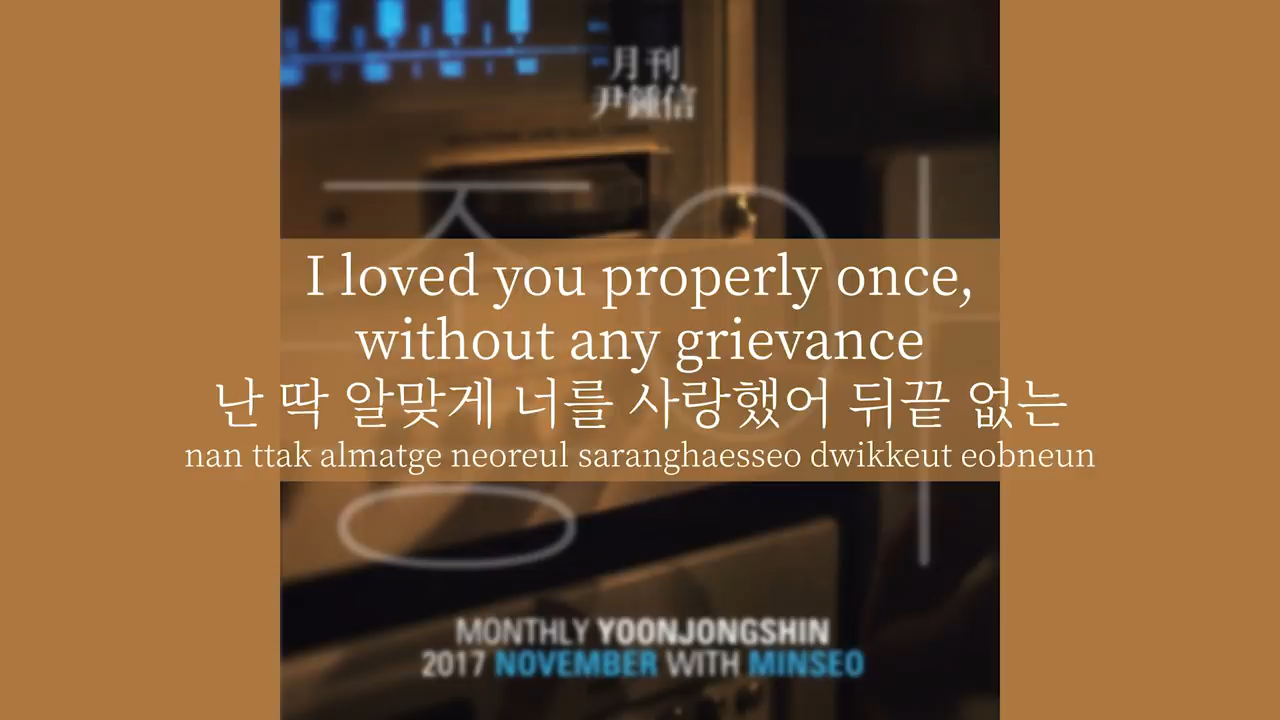 月刊
尹鍾信
좋아
I loved you properly once,
without any grievance
난 딱 알맞게 너를 사랑했어 뒤끝 없는
nan ttak almatge neoreul saranghaesseo dwikkeut eobneun
MONTHLY YOONJONGSHIN
2017 NOVEMBER WITH MINSEO